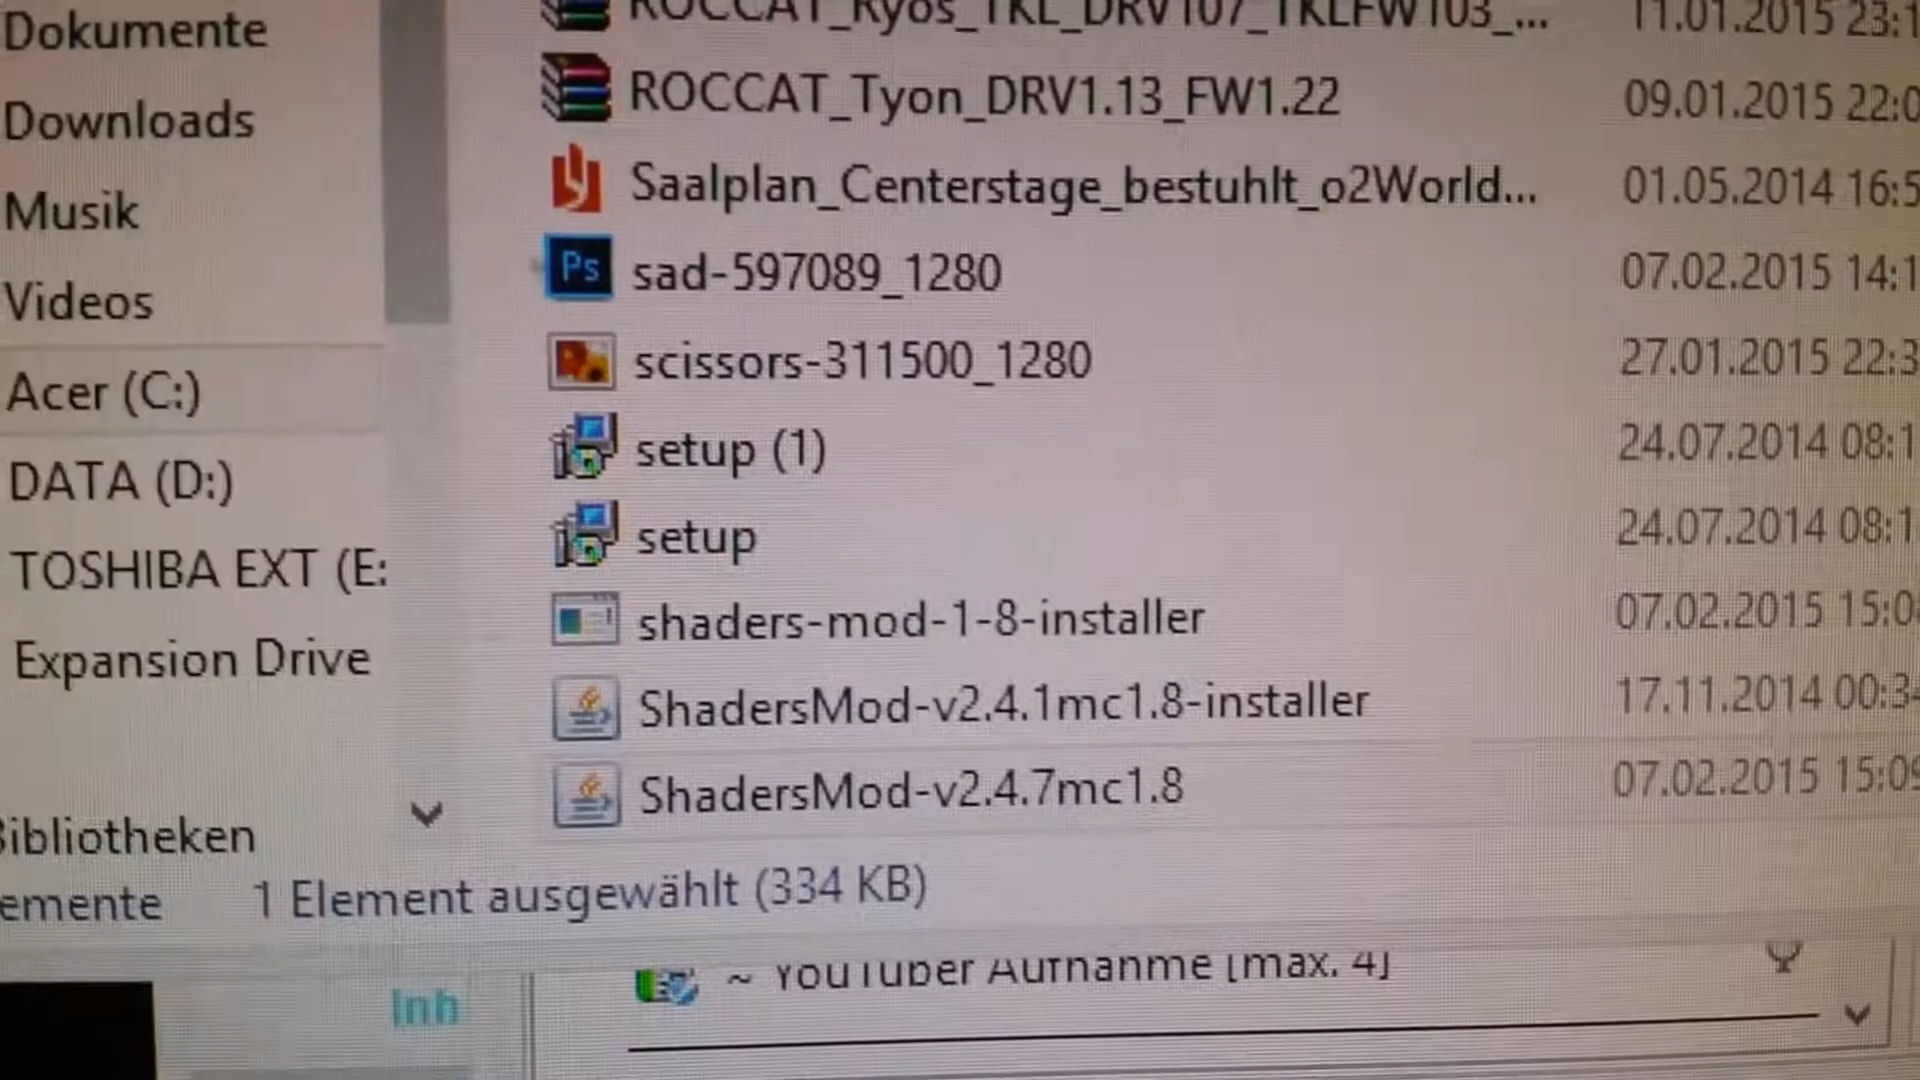 Dokumente
Downloads
Musik
Videos
Acer (C:)
DATA (D:)
TOSHIBA EXT (E:
Expansion Drive
Bibliotheken
emente
ROCCAT_Ryos_TKL_DRV107_TKLFW103_... 11.01.2015 23:1
ROCCAT_Tyon_DRV1.13_FW1.22 09.01.2015 22:0
Saalplan_Centerstage_bestuhlt_o2World... 01.05.2014 16:5
Ps sad-597089_1280 07.02.2015 14:1
scissors-311500_1280 27.01.2015 22:3
setup (1) 24.07.2014 08:1
setup 24.07.2014 08:1
shaders-mod-1-8-installer 07.02.2015 15:0
ShadersMod-v2.4.1mc1.8-installer 17.11.2014 00:34
ShadersMod-v2.4.7mc1.8 07.02.2015 15:09
1 Element ausgewählt (334 KB)
Inh
~ YouTuber Aufnahme [max. 4]